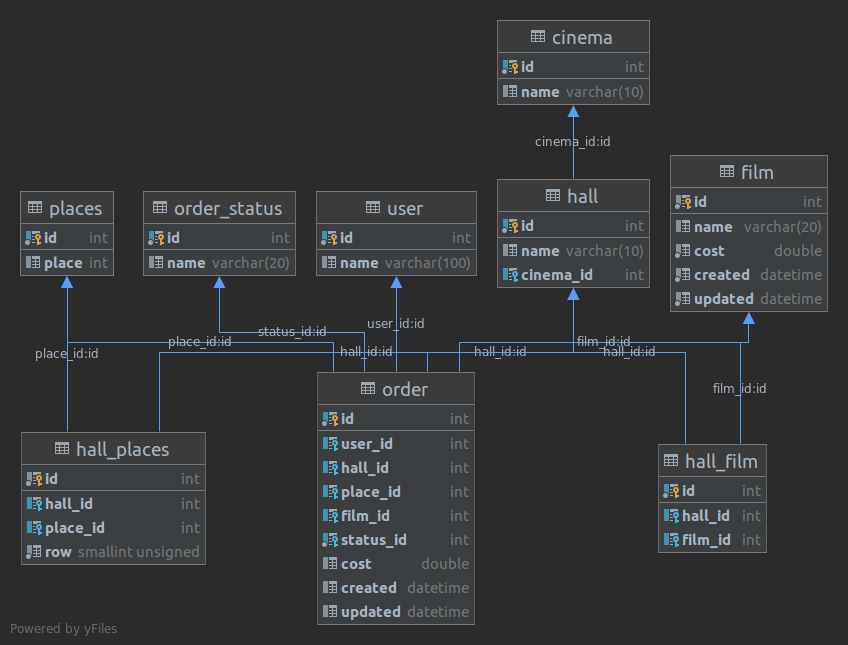 cinema
id int
name varchar(10)
cinema_id:id
hall
id int
name varchar(10)
cinema_id int
film
id int
name varchar(20)
cost double
created datetime
updated datetime
places
id int
place int
order_status
id int
name varchar(20)
user
id int
name varchar(100)
status_id:id
user_id:id
place_id:id
place_id:id
hall_id:id
hall_id:id
film_id:id
hall_id:id
film_id:id
order
id int
user_id int
hall_id int
place_id int
film_id int
status_id int
cost double
created datetime
updated datetime
hall_places
id int
hall_id int
place_id int
row smallint unsigned
hall_film
id int
hall_id int
film_id int
Powered by yFiles